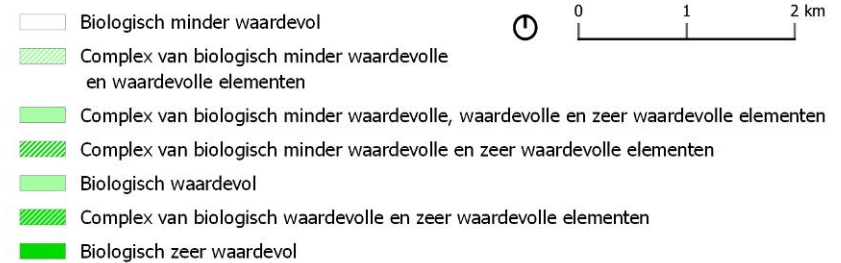 Biologisch minder waardevol
0 1 2 km
Complex van biologisch minder waardevolle
en waardevolle elementen
Complex van biologisch minder waardevolle, waardevolle en zeer waardevolle elementen
Complex van biologisch minder waardevolle en zeer waardevolle elementen
Biologisch waardevol
Complex van biologisch waardevolle en zeer waardevolle elementen
Biologisch zeer waardevol